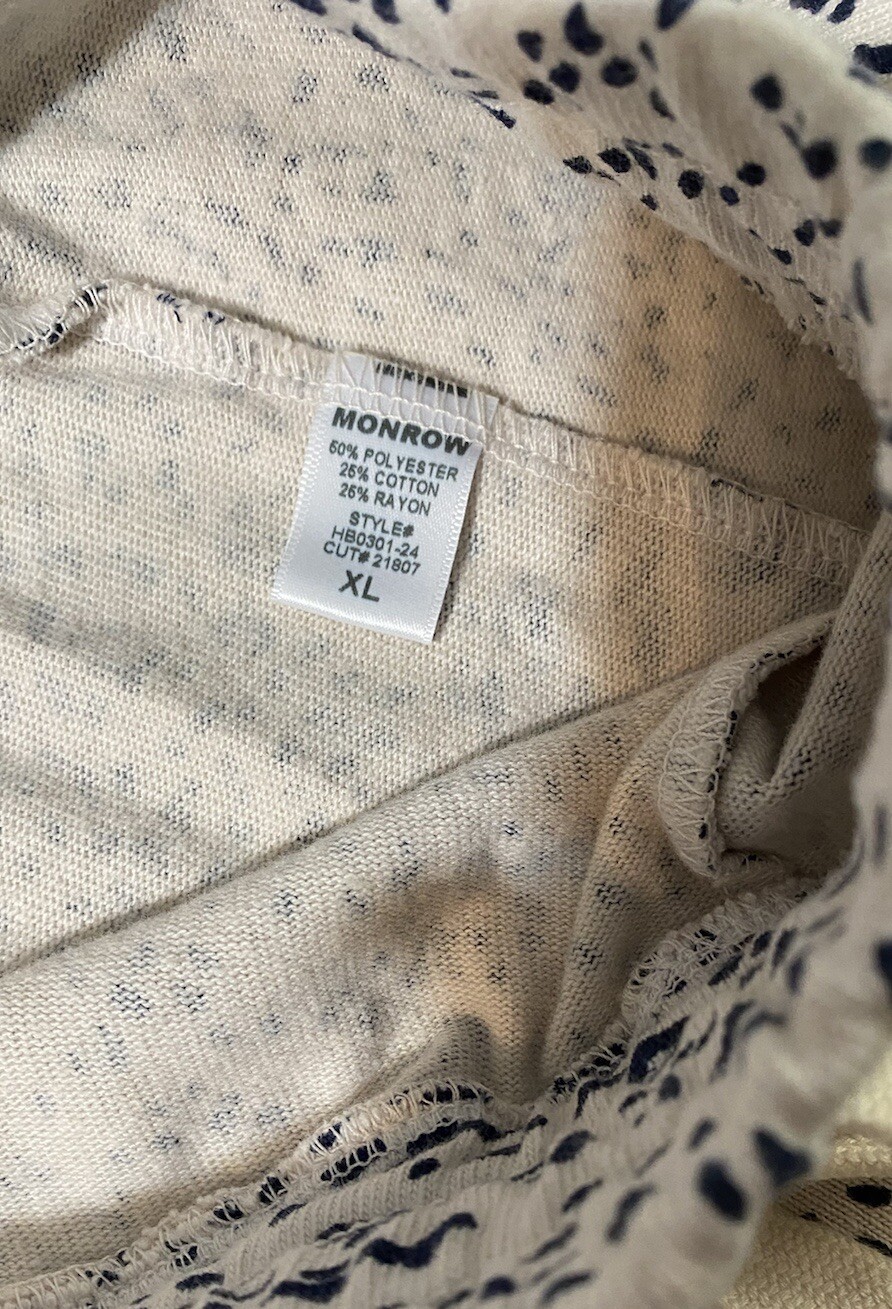 MONROW
50% POLYESTER
25% COTTON
25% RAYON
STYLE#
HB0301-24
CUT# 21807
XL